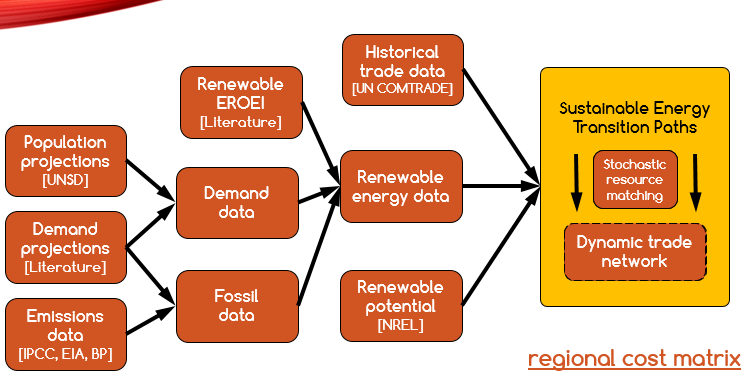 Historical
trade data
[UN COMTRADE]
Renewable
EROEI
[Literature]
Population
projections
[UNSD]
Demand
data
Renewable
energy data
Demand
projections
[Literature]
Emissions
data
[IPCC, EIA, BP]
Fossil
data
Renewable
potential
[NREL]
Sustainable Energy
Transition Paths
Stochastic
resource
matching
Dynamic trade
network
regional cost matrix